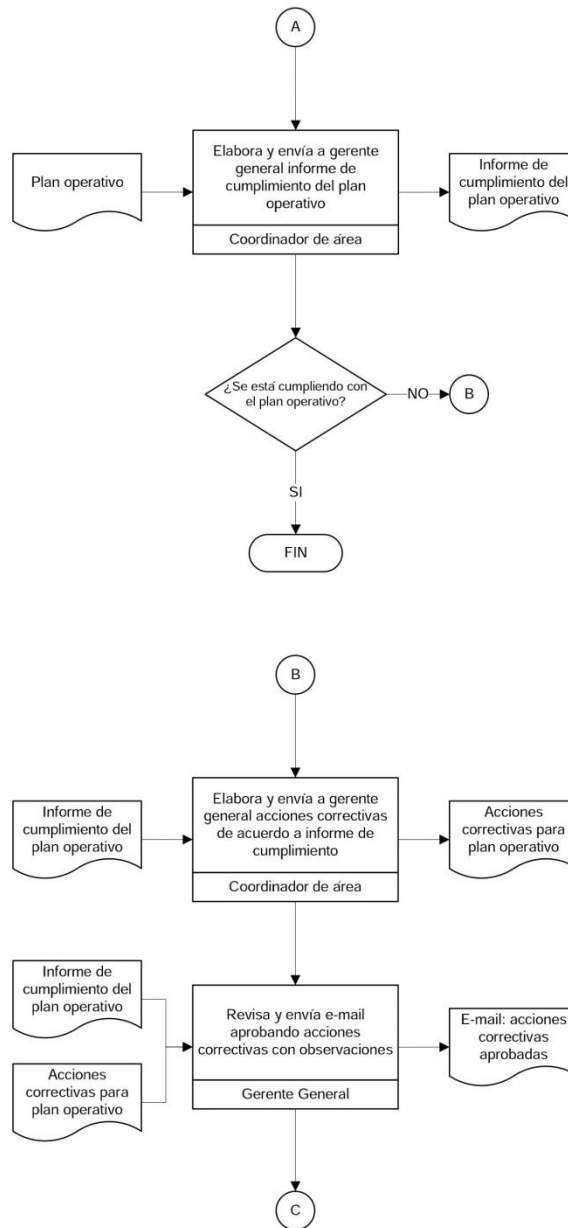 A
Plan operativo
Elabora y envía a gerente
general informe de
cumplimiento del plan
operativo
Coordinador de área
Informe de
cumplimiento del
plan operativo
¿Se está cumpliendo con
el plan operativo?
NO
B
SI
FIN
B
Informe de
cumplimiento del
plan operativo
Elabora y envía a gerente
general acciones correctivas
de acuerdo a informe de
cumplimiento
Coordinador de área
Acciones
correctivas para
plan operativo
Informe de
cumplimiento del
plan operativo
Acciones
correctivas para
plan operativo
Revisa y envía e-mail
aprobando acciones
correctivas con observaciones
Gerente General
E-mail: acciones
correctivas
aprobadas
C